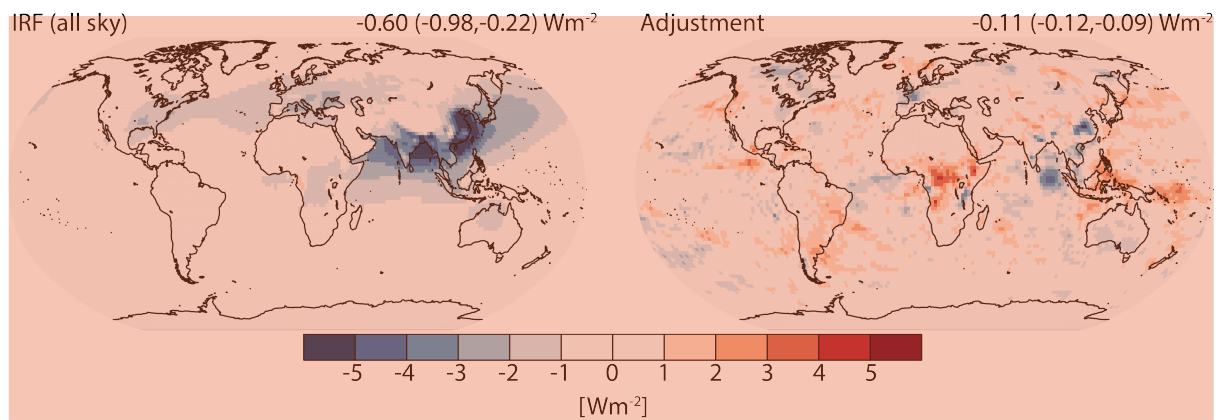 IRF (all sky) -0.60 (-0.98,-0.22) Wm⁻²
Adjustment -0.11 (-0.12,-0.09) Wm⁻²
-5 -4 -3 -2 -1 0 1 2 3 4 5
[Wm⁻²]